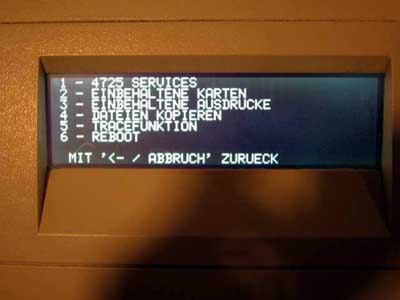 1 - 4725 SERVICES
2 - EINBEHALTENE KARTEN
3 - EINBEHALTENE AUSDRUCKE
4 - DATEIEN KOPIEREN
5 - TRACEFUNKTION
6 - REBOOT
MIT '<- / ABBRUCH' ZURUECK